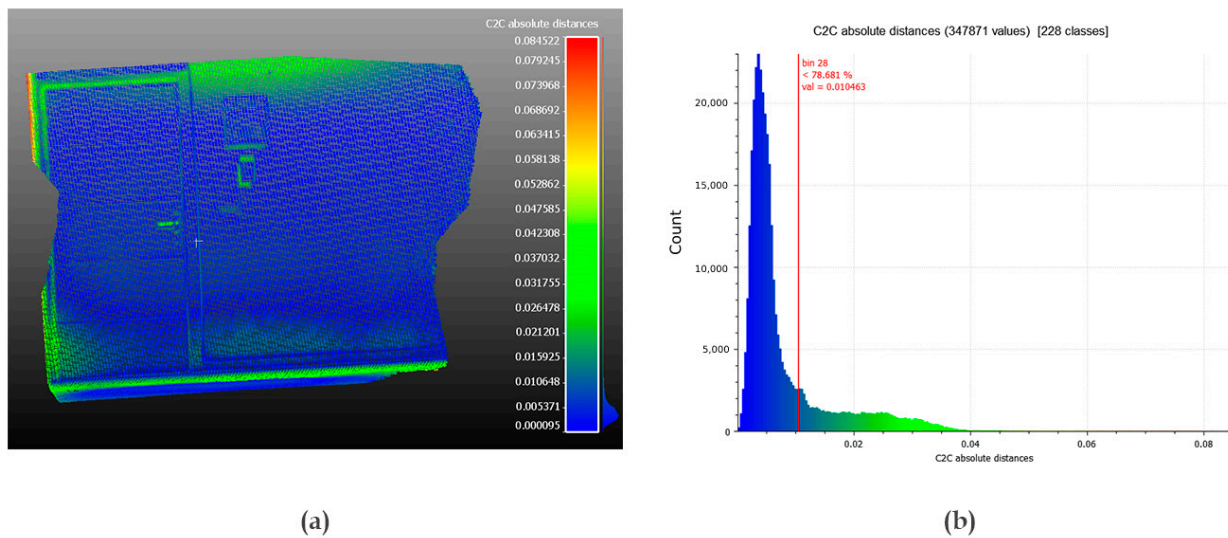 C2C absolute distances
0.084522
0.079245
0.073968
0.068692
0.063415
0.058138
0.052862
0.047585
0.042308
0.037032
0.031755
0.026478
0.021201
0.015925
0.010648
0.005371
0.000095
(a)
C2C absolute distances (347871 values) [228 classes]
bin 28
< 78.681 %
val = 0.010463
Count
20,000
15,000
10,000
5,000
0
0.02
0.04
0.06
0.08
C2C absolute distances
(b)